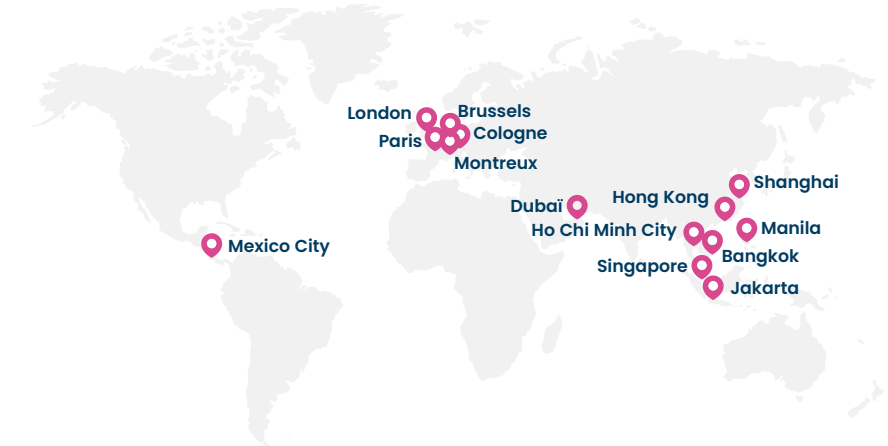 London
Brussels
Paris
Cologne
Montreux
Shanghai
Hong Kong
Dubaï
Ho Chi Minh City
Manila
Mexico City
Bangkok
Singapore
Jakarta